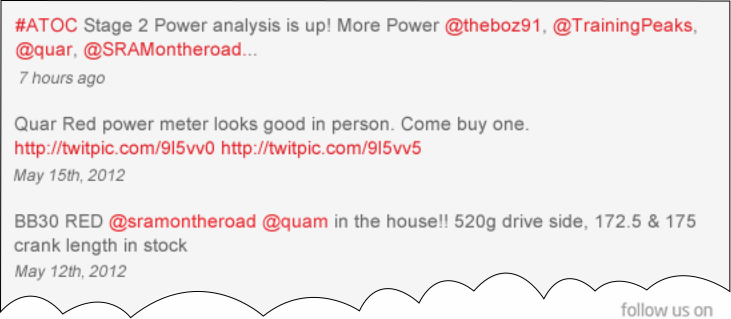 #ATOC Stage 2 Power analysis is up! More Power @theboz91, @TrainingPeaks,
@quar, @SRAMontheroad...
7 hours ago
Quar Red power meter looks good in person. Come buy one.
http://twitpic.com/9l5vv0 http://twitpic.com/9l5vv5
May 15th, 2012
BB30 RED @sramontheroad @quam in the house!! 520g drive side, 172.5 & 175
crank length in stock
May 12th, 2012
follow us on